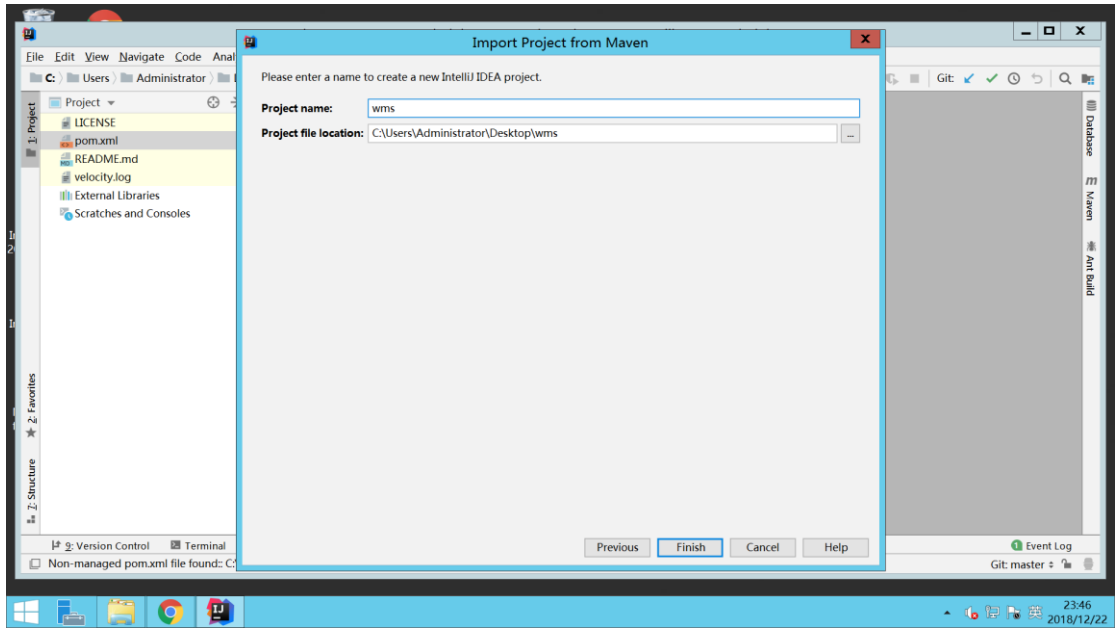 Import Project from Maven
File Edit View Navigate Code Anal
C: Users Administrator
Git:
Project
LICENSE
pom.xml
README.md
velocity.log
External Libraries
Scratches and Consoles
1: Project
2: Favorites
7: Structure
Please enter a name to create a new IntelliJ IDEA project.
Project name: wms
Project file location: C:\Users\Administrator\Desktop\wms ...
Previous Finish Cancel Help
Database
Maven
Ant Build
9: Version Control Terminal
1 Event Log
Non-managed pom.xml file found:: C:
Git: master
英
23:46
2018/12/22